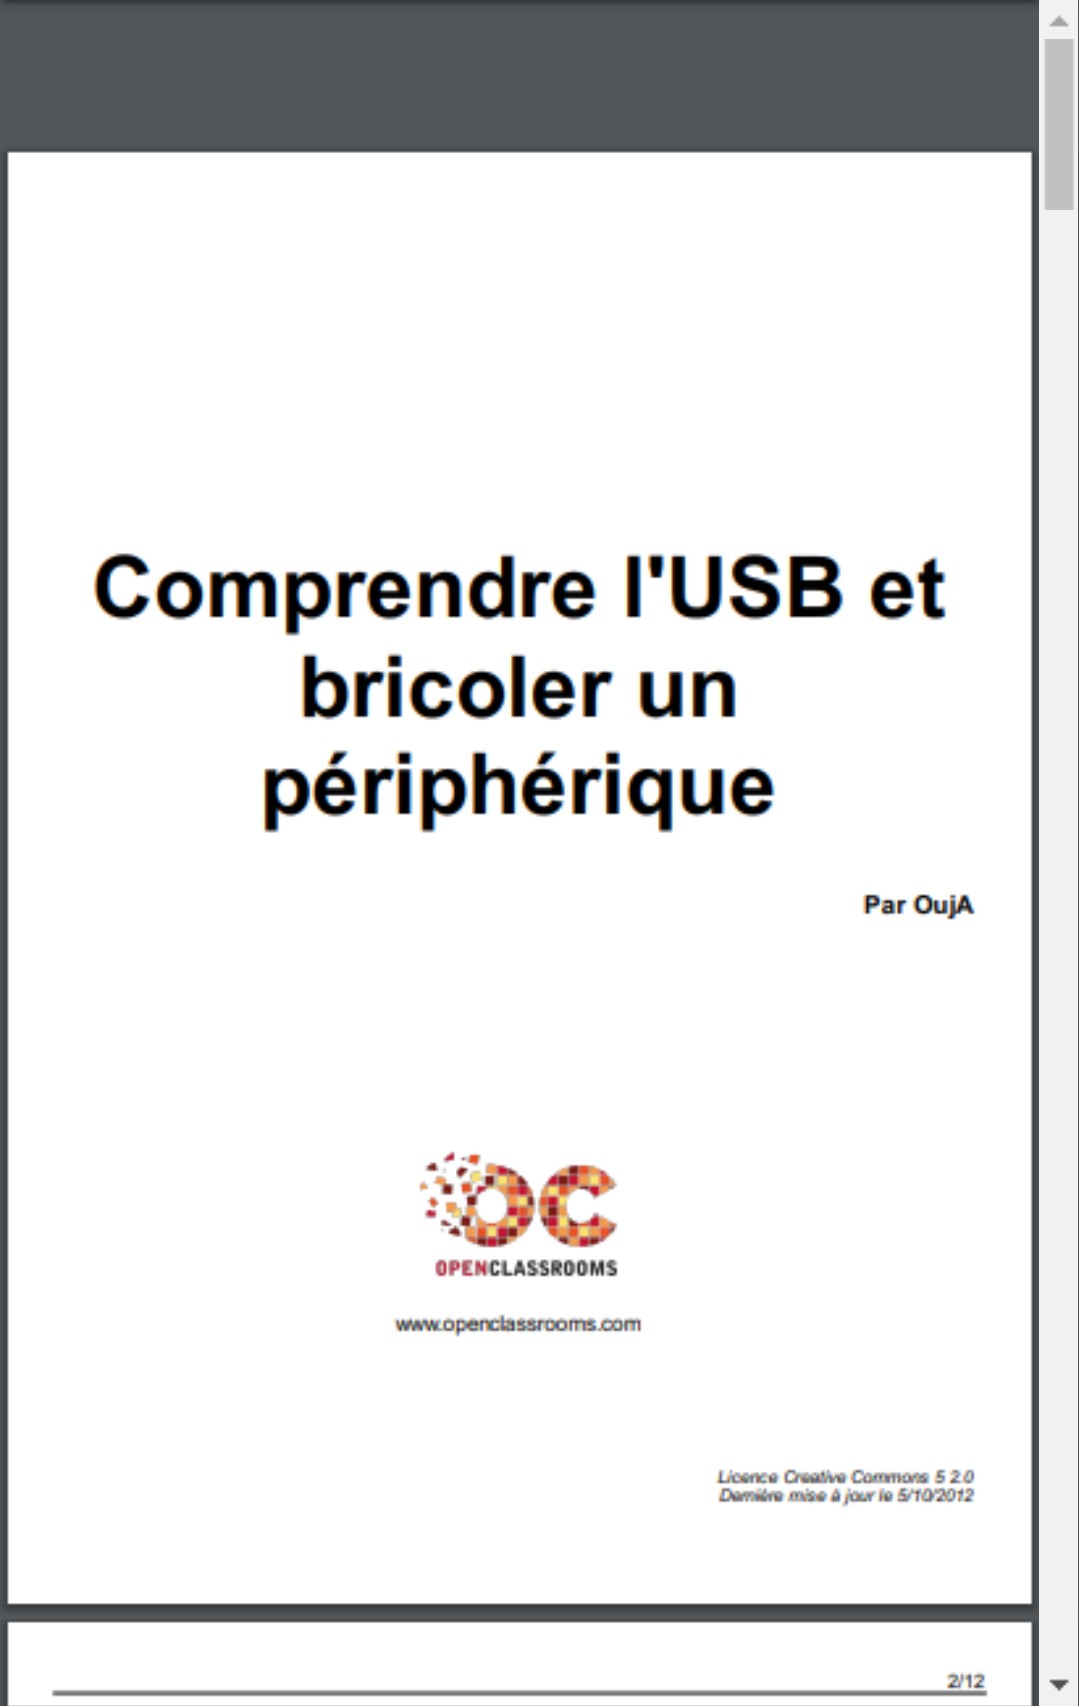 Comprendre l'USB et
bricoler un
périphérique
Par OujA
OC
OPENCLASSROOMS
www.openclassrooms.com
Licence Creative Commons 5 2.0
Dernière mise à jour le 5/10/2012
2/12